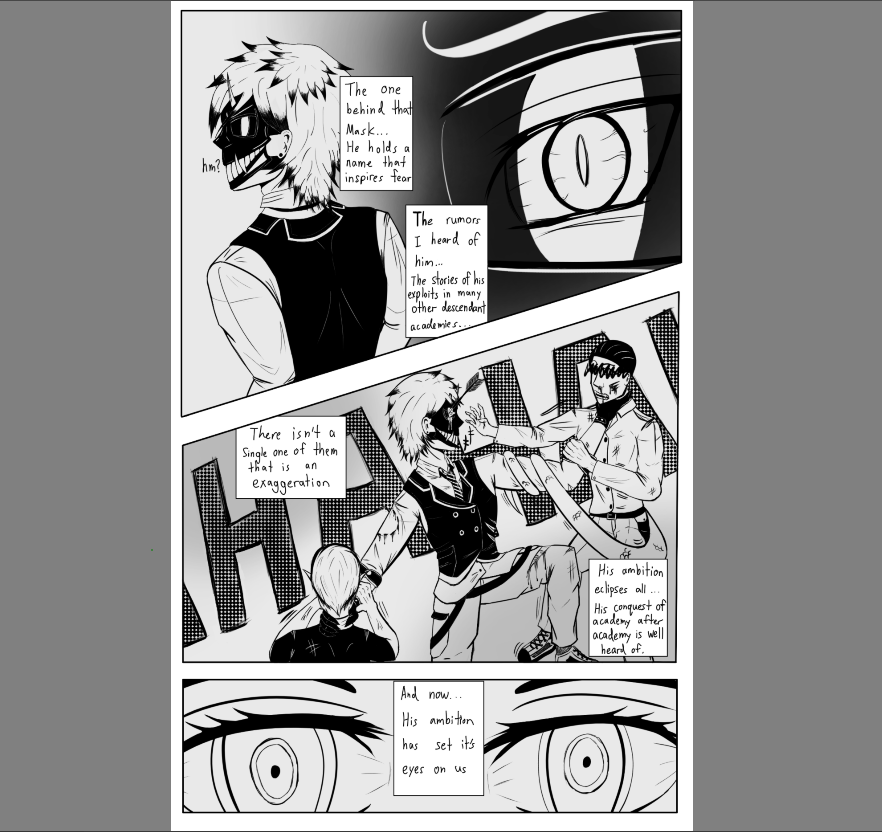 The one
behind that
Mask...
He holds a
name that
inspires fear
hm?
The rumors
I heard of
him...
The stories of his
exploits in many
other descendant
academies...
There isn't a
Single one of them
that is an
exaggeration
His ambition
eclipses all...
His conquest of
academy after
academy is well
heard of.
And now...
His ambition
has set it's
eyes on us